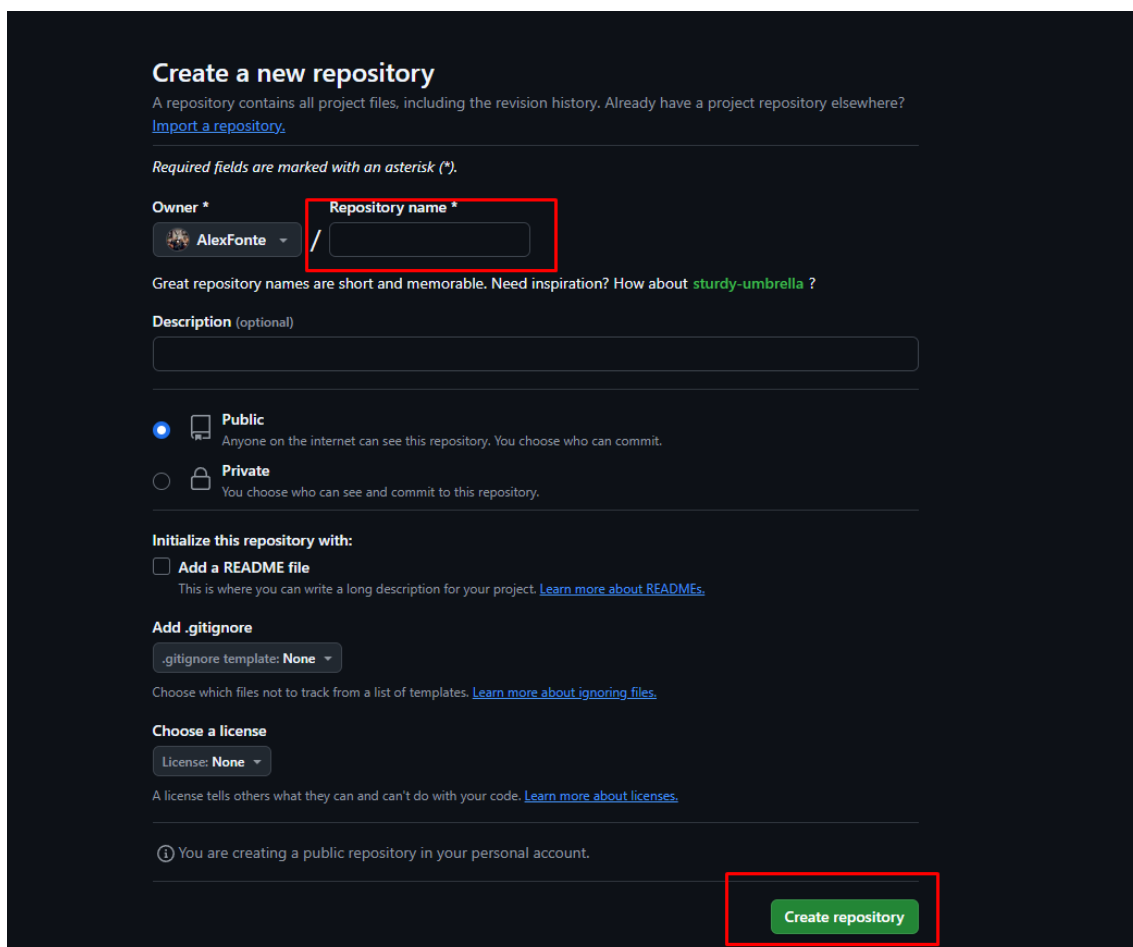 Create a new repository
A repository contains all project files, including the revision history. Already have a project repository elsewhere?
Import a repository.
Required fields are marked with an asterisk (*).
Owner *
Repository name *
AlexFonte
/
Great repository names are short and memorable. Need inspiration? How about sturdy-umbrella ?
Description (optional)
Public
Anyone on the internet can see this repository. You choose who can commit.
Private
You choose who can see and commit to this repository.
Initialize this repository with:
Add a README file
This is where you can write a long description for your project. Learn more about READMEs.
Add .gitignore
.gitignore template: None
Choose which files not to track from a list of templates. Learn more about ignoring files.
Choose a license
License: None
A license tells others what they can and can't do with your code. Learn more about licenses.
You are creating a public repository in your personal account.
Create repository